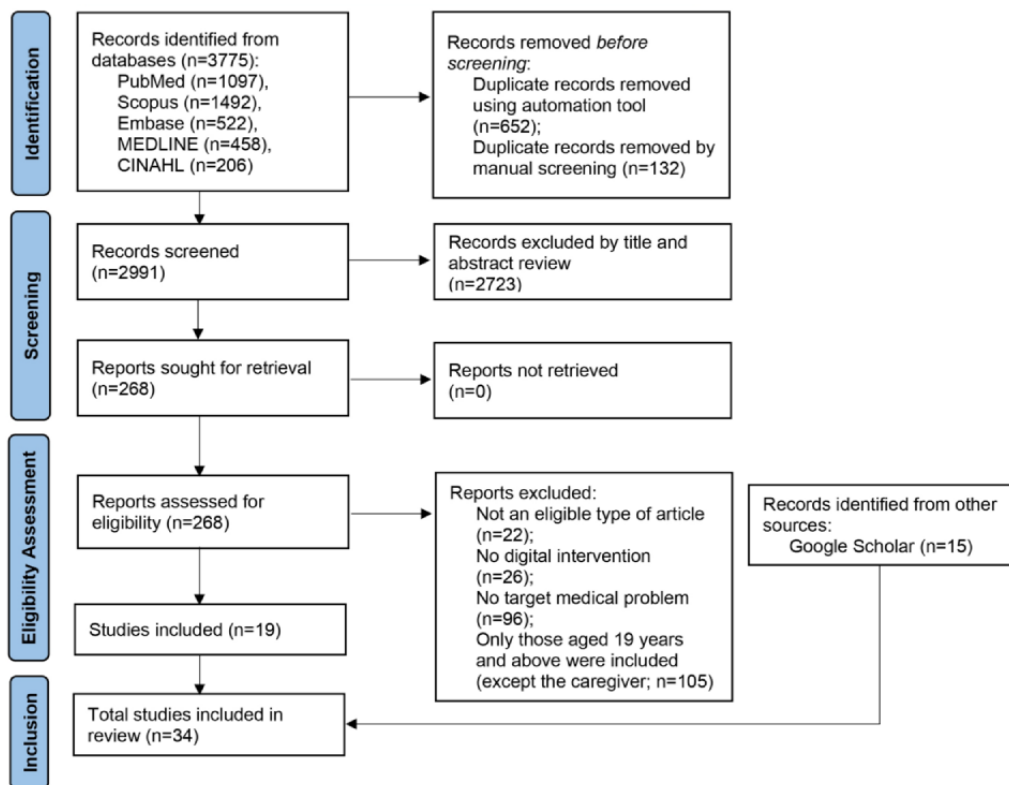 Identification
Records identified from
databases (n=3775):
PubMed (n=1097),
Scopus (n=1492),
Embase (n=522),
MEDLINE (n=458),
CINAHL (n=206)
Records removed before
screening:
Duplicate records removed
using automation tool
(n=652);
Duplicate records removed by
manual screening (n=132)
Screening
Records screened
(n=2991)
Records excluded by title and
abstract review
(n=2723)
Reports sought for retrieval
(n=268)
Reports not retrieved
(n=0)
Eligibility Assessment
Reports assessed for
eligibility (n=268)
Reports excluded:
Not an eligible type of article
(n=22);
No digital intervention
(n=26);
No target medical problem
(n=96);
Only those aged 19 years
and above were included
(except the caregiver; n=105)
Records identified from other
sources:
Google Scholar (n=15)
Studies included (n=19)
Inclusion
Total studies included in
review (n=34)